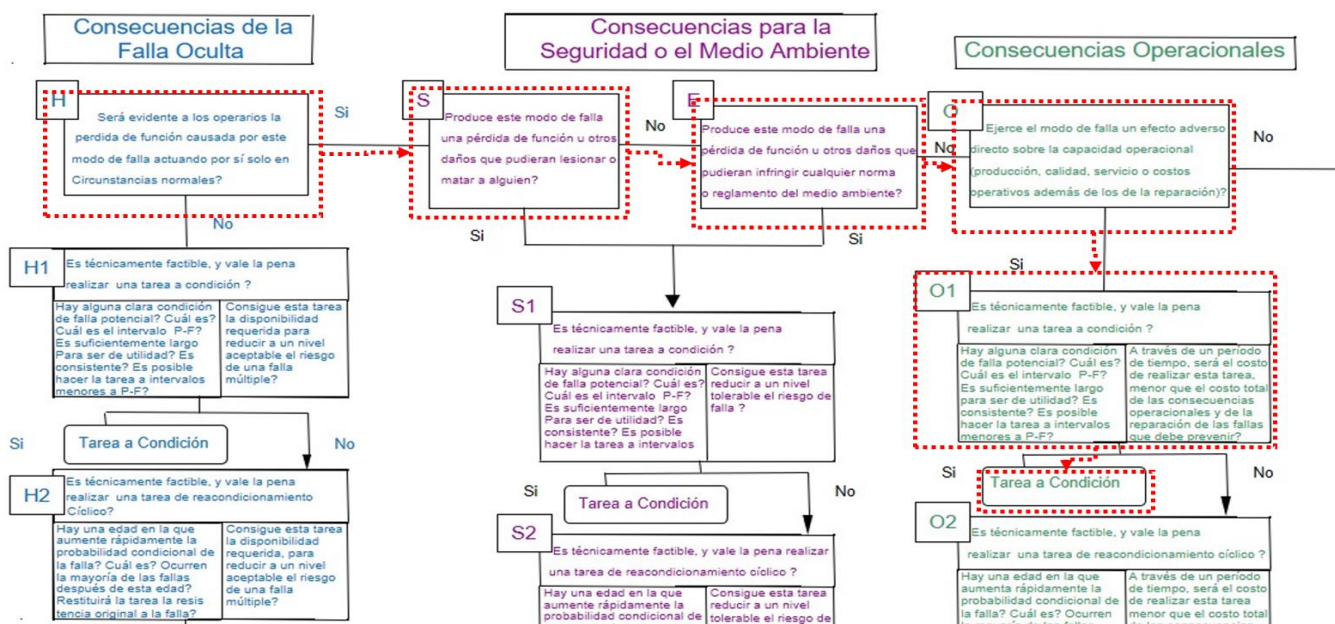 Consecuencias de la
Falla Oculta
H
Será evidente a los operarios la
perdida de función causada por este
modo de falla actuando por sí solo en
Circunstancias normales?
Si
No
H1
Es técnicamente factible, y vale la pena
realizar una tarea a condición ?
Hay alguna clara condición
de falla potencial? Cuál es?
Cuál es el intervalo P-F?
Es suficientemente largo
Para ser de utilidad? Es
consistente? Es posible
hacer la tarea a intervalos
menores a P-F?
Consigue esta tarea
la disponibilidad
requerida para
reducir a un nivel
aceptable el riesgo
de una falla
múltiple?
Si
Tarea a Condición
No
H2
Es técnicamente factible, y vale la pena
realizar una tarea de reacondicionamiento
Cíclico?
Hay una edad en la que
aumente rápidamente la
probabilidad condicional de
la falla? Cuál es? Ocurren
la mayoría de las fallas
después de esta edad?
Restituirá la tarea la resis
tencia original a la falla?
Consigue esta tarea
la disponibilidad
requerida, para
reducir a un nivel
aceptable el riesgo
de una falla
múltiple?
Consecuencias para la
Seguridad o el Medio Ambiente
S
Produce este modo de falla
una pérdida de función u otros
daños que pudieran lesionar o
matar a alguien?
No
Si
E
Produce este modo de falla una
pérdida de función u otros daños que
pudieran infringir cualquier norma
o reglamento del medio ambiente?
No
Si
S1
Es técnicamente factible, y vale la pena
realizar una tarea a condición ?
Hay alguna clara condición
de falla potencial? Cuál es?
Cuál es el intervalo P-F?
Es suficientemente largo
Para ser de utilidad? Es
consistente? Es posible
hacer la tarea a intervalos
Consigue esta tarea
reducir a un nivel
tolerable el riesgo de
falla ?
Si
Tarea a Condición
No
S2
Es técnicamente factible, y vale la pena realizar
una tarea de reacondicionamiento cíclico ?
Hay una edad en la que
aumente rápidamente la
probabilidad condicional de
Consigue esta tarea
reducir a un nivel
tolerable el riesgo de
Consecuencias Operacionales
O
Ejerce el modo de falla un efecto adverso
directo sobre la capacidad operacional
(producción, calidad, servicio o costos
operativos además de los de la reparación)?
No
Si
O1
Es técnicamente factible, y vale la pena
realizar una tarea a condición ?
Hay alguna clara condición
de falla potencial? Cuál es?
Cuál es el intervalo P-F?
Es suficientemente largo
para ser de utilidad? Es
consistente? Es posible
hacer la tarea a intervalos
menores a P-F?
A través de un periodo
de tiempo, será el costo
de realizar esta tarea,
menor que el costo total
de las consecuencias
operacionales y de la
reparación de las fallas
que debe prevenir?
Si
Tarea a Condición
No
O2
Es técnicamente factible, y vale la pena
realizar una tarea de reacondicionamiento cíclico ?
Hay una edad en la que
aumenta rápidamente la
probabilidad condicional de
la falla? Cuál es? Ocurren
A través de un período
de tiempo, será el costo
de realizar esta tarea
menor que el costo total